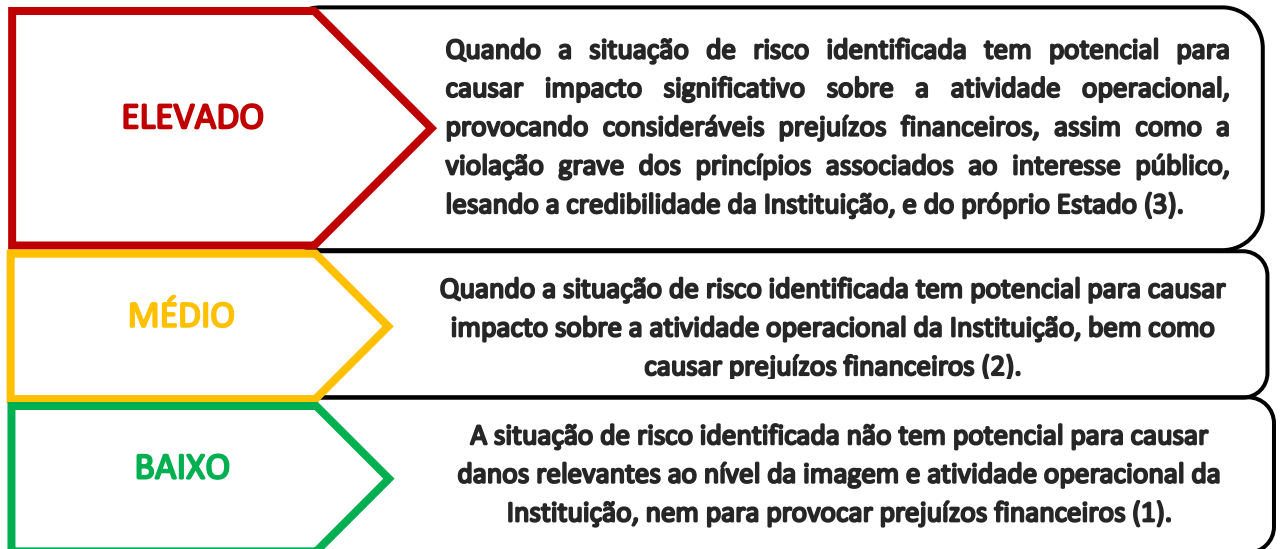 ELEVADO
Quando a situação de risco identificada tem potencial para
causar impacto significativo sobre a atividade operacional,
provocando consideráveis prejuízos financeiros, assim como a
violação grave dos princípios associados ao interesse público,
lesando a credibilidade da Instituição, e do próprio Estado (3).
MÉDIO
Quando a situação de risco identificada tem potencial para causar
impacto sobre a atividade operacional da Instituição, bem como
causar prejuízos financeiros (2).
BAIXO
A situação de risco identificada não tem potencial para causar
danos relevantes ao nível da imagem e atividade operacional da
Instituição, nem para provocar prejuízos financeiros (1).